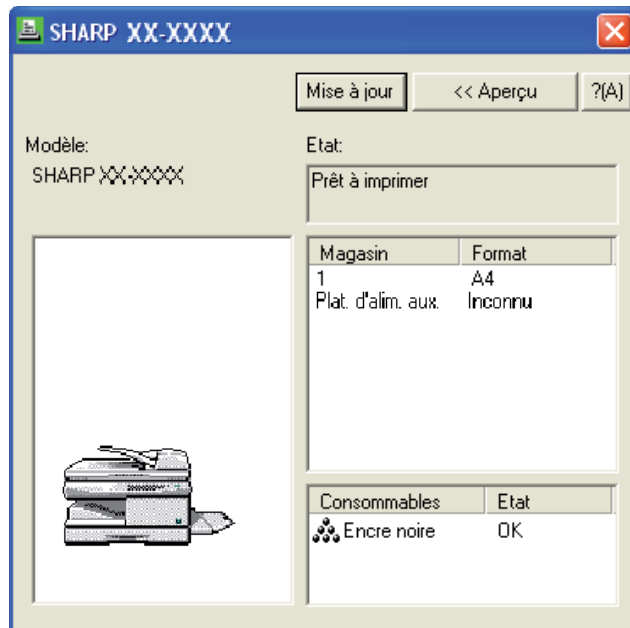 SHARP XX-XXXX
Mise à jour
<< Aperçu
?(A)
Modèle:
SHARP XX-XXXX
Etat:
Prêt à imprimer
Magasin Format
1 A4
Plat. d'alim. aux. Inconnu
Consommables Etat
Encre noire OK